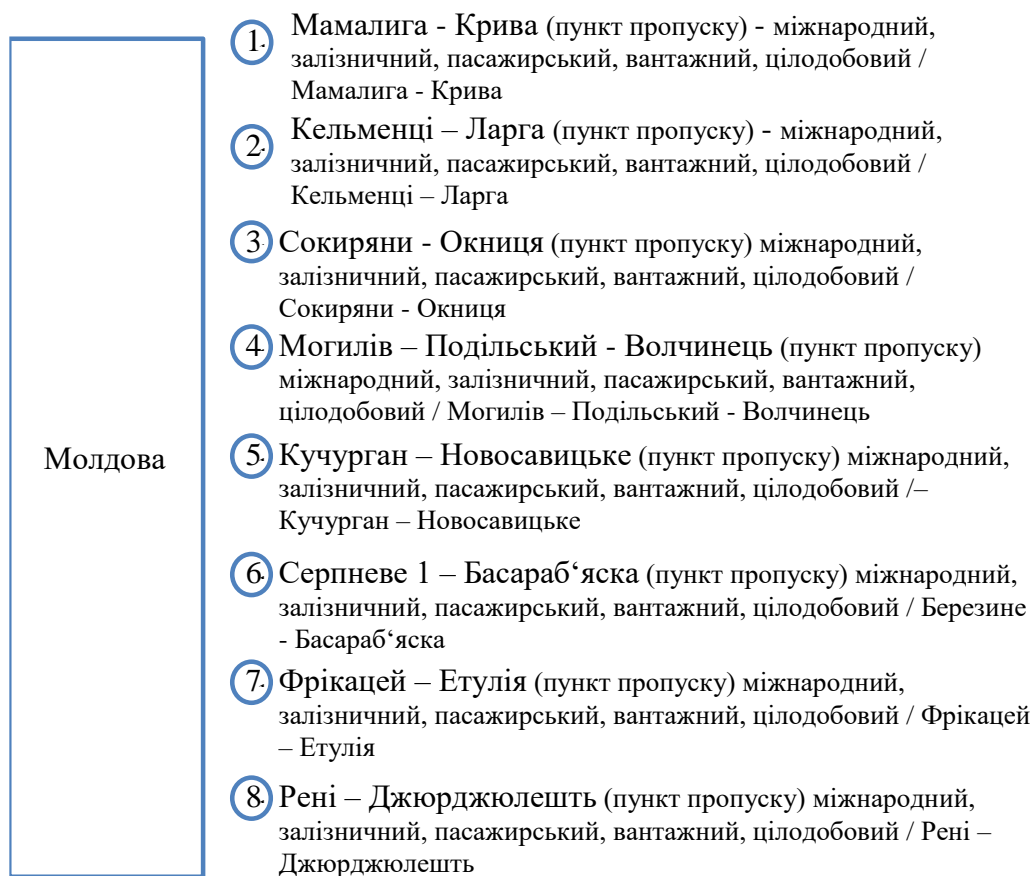 Молдова
1. Мамалига - Крива (пункт пропуску) - міжнародний,
залізничний, пасажирський, вантажний, цілодобовий /
Мамалига - Крива
2. Кельменці – Ларга (пункт пропуску) - міжнародний,
залізничний, пасажирський, вантажний, цілодобовий /
Кельменці – Ларга
3. Сокиряни - Окниця (пункт пропуску) міжнародний,
залізничний, пасажирський, вантажний, цілодобовий /
Сокиряни - Окниця
4. Могилів – Подільський - Волчинець (пункт пропуску)
міжнародний, залізничний, пасажирський, вантажний,
цілодобовий / Могилів – Подільський - Волчинець
5. Кучурган – Новосавицьке (пункт пропуску) міжнародний,
залізничний, пасажирський, вантажний, цілодобовий /–
Кучурган – Новосавицьке
6. Серпневе 1 – Басараб‘яска (пункт пропуску) міжнародний,
залізничний, пасажирський, вантажний, цілодобовий / Березине
- Басараб‘яска
7. Фрікацей – Етулія (пункт пропуску) міжнародний,
залізничний, пасажирський, вантажний, цілодобовий / Фрікацей
– Етулія
8. Рені – Джюрджюлешть (пункт пропуску) міжнародний,
залізничний, пасажирський, вантажний, цілодобовий / Рені –
Джюрджюлешть